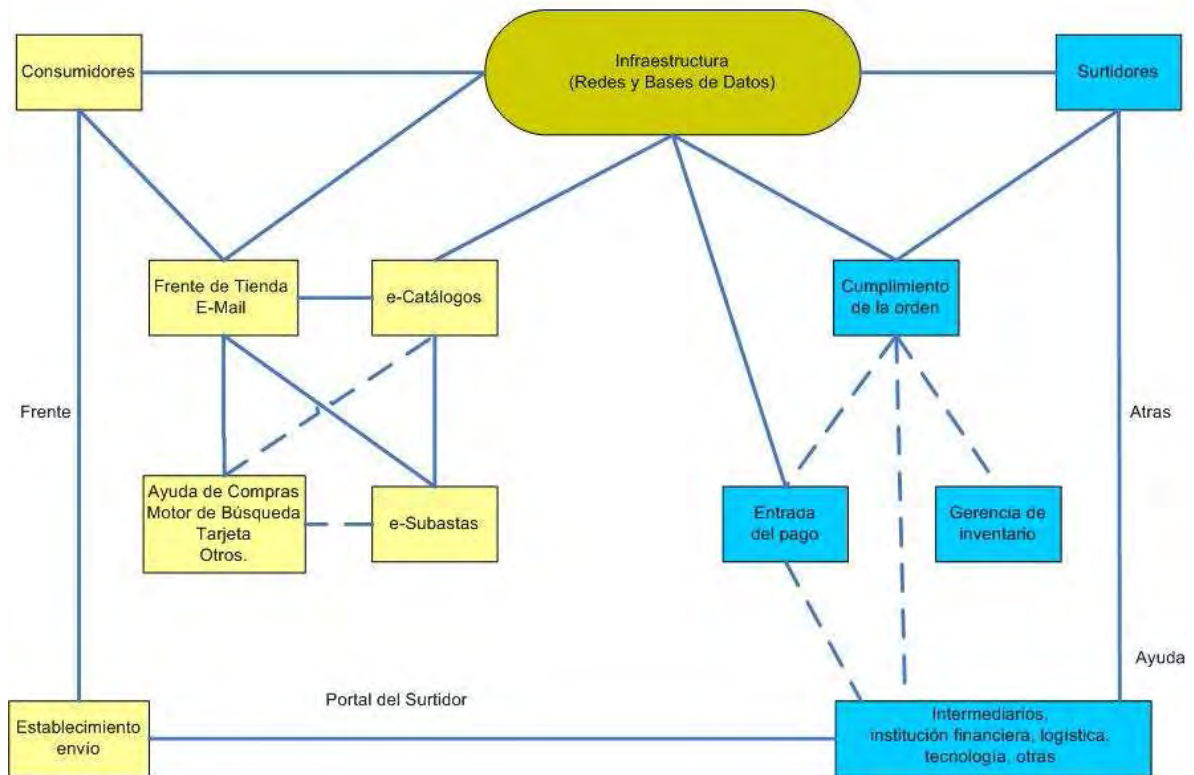 Consumidores
Infraestructura
(Redes y Bases de Datos)
Surtidores
Frente de Tienda
E-Mail
e-Catálogos
Cumplimiento
de la orden
Frente
Atras
Ayuda de Compras
Motor de Búsqueda
Tarjeta
Otros.
e-Subastas
Entrada
del pago
Gerencia de
inventario
Ayuda
Portal del Surtidor
Establecimiento
envío
Intermediarios,
institución financiera, logística,
tecnología, otras